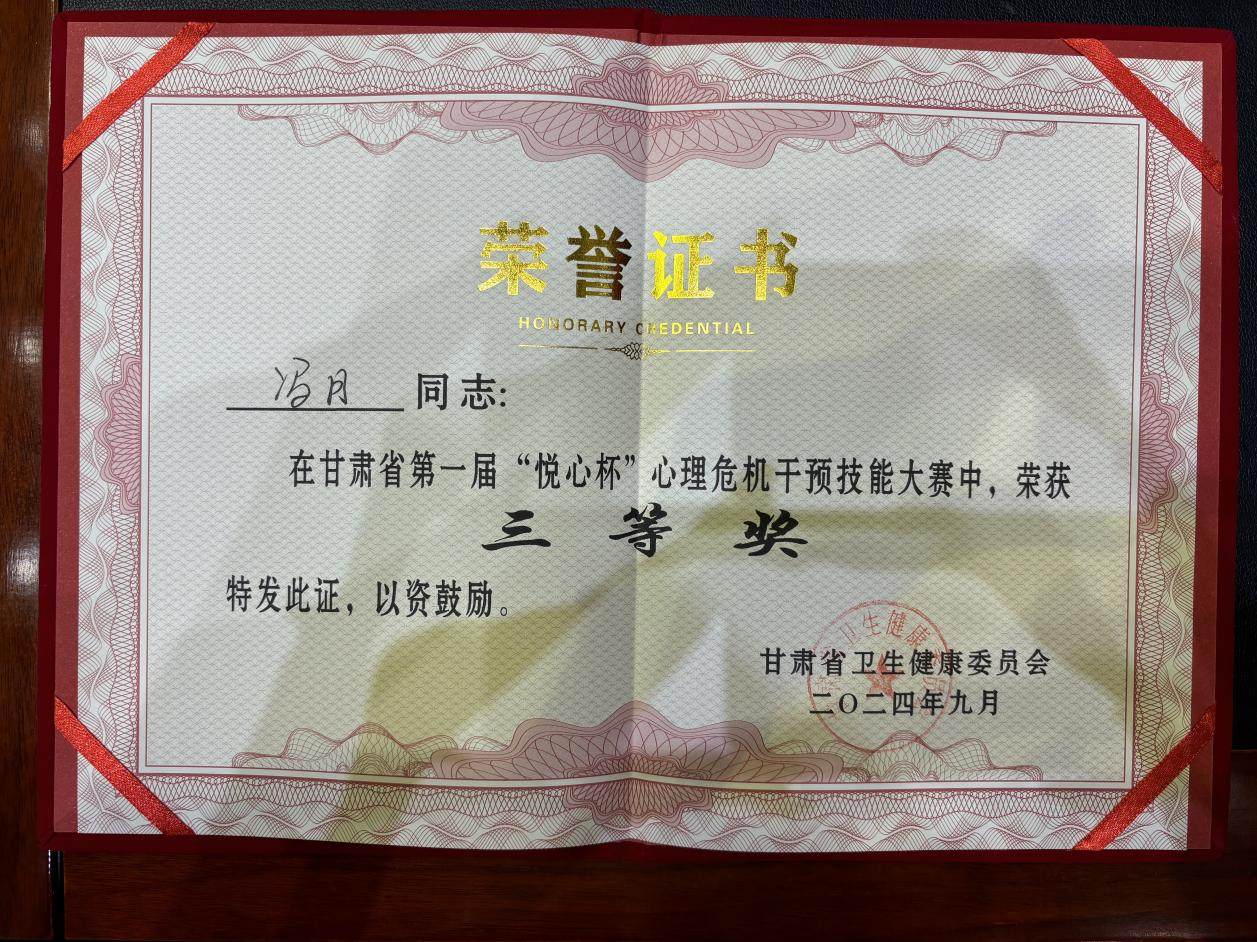 荣誉证书
HONORARY CREDENTIAL
冯月 同志:
在甘肃省第一届“悦心杯”心理危机干预技能大赛中，荣获
三等奖
特发此证，以资鼓励。
甘肃省卫生健康委员会
二〇二四年九月